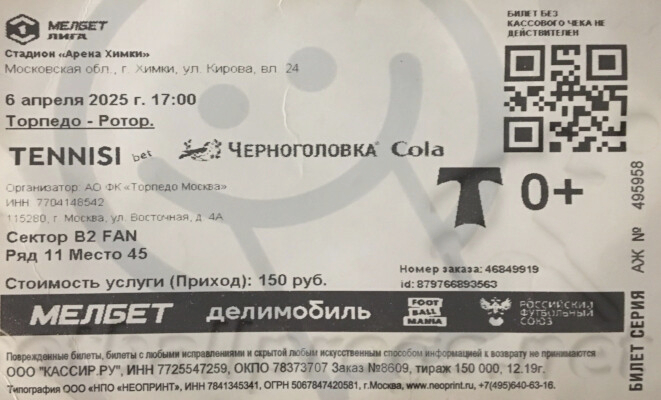 МЕЛБЕТ
ЛИГА
БИЛЕТ БЕЗ
КАССОВОГО ЧЕКА НЕ
ДЕЙСТВИТЕЛЕН
Стадион «Арена Химки»
Московская обл., г. Химки, ул. Кирова, вл. 24
6 апреля 2025 г. 17:00
Торпедо - Ротор.
TENNISI bet ЧЕРНОГОЛОВКА Cola
Т 0+
Организатор: АО ФК «Торпедо Москва»
ИНН 7704148542
115280, г. Москва, ул. Восточная, д. 4А
Сектор B2 FAN
Ряд 11 Место 45
Номер заказа: 46849919
Стоимость услуги (Приход): 150 руб.
id: 879766893563
МЕЛБЕТ делимобиль FOOT BALL MANIA РОССИЙСКИЙ ФУТБОЛЬНЫЙ СОЮЗ
Поврежденные билеты, билеты с любыми исправлениями и скрытой любым искусственным способом информацией к возврату не принимаются
ООО "КАССИР.РУ", ИНН 7725547259, ОКПО 78373707 Заказ №8609, тираж 150 000, 12.19г.
Типография ООО «НПО «НЕОПРИНТ», ИНН 7841345341, ОГРН 5067847420581, г.Москва, www.neoprint.ru, +7(495)640-63-16.
БИЛЕТ СЕРИЯ АЖ № 495958